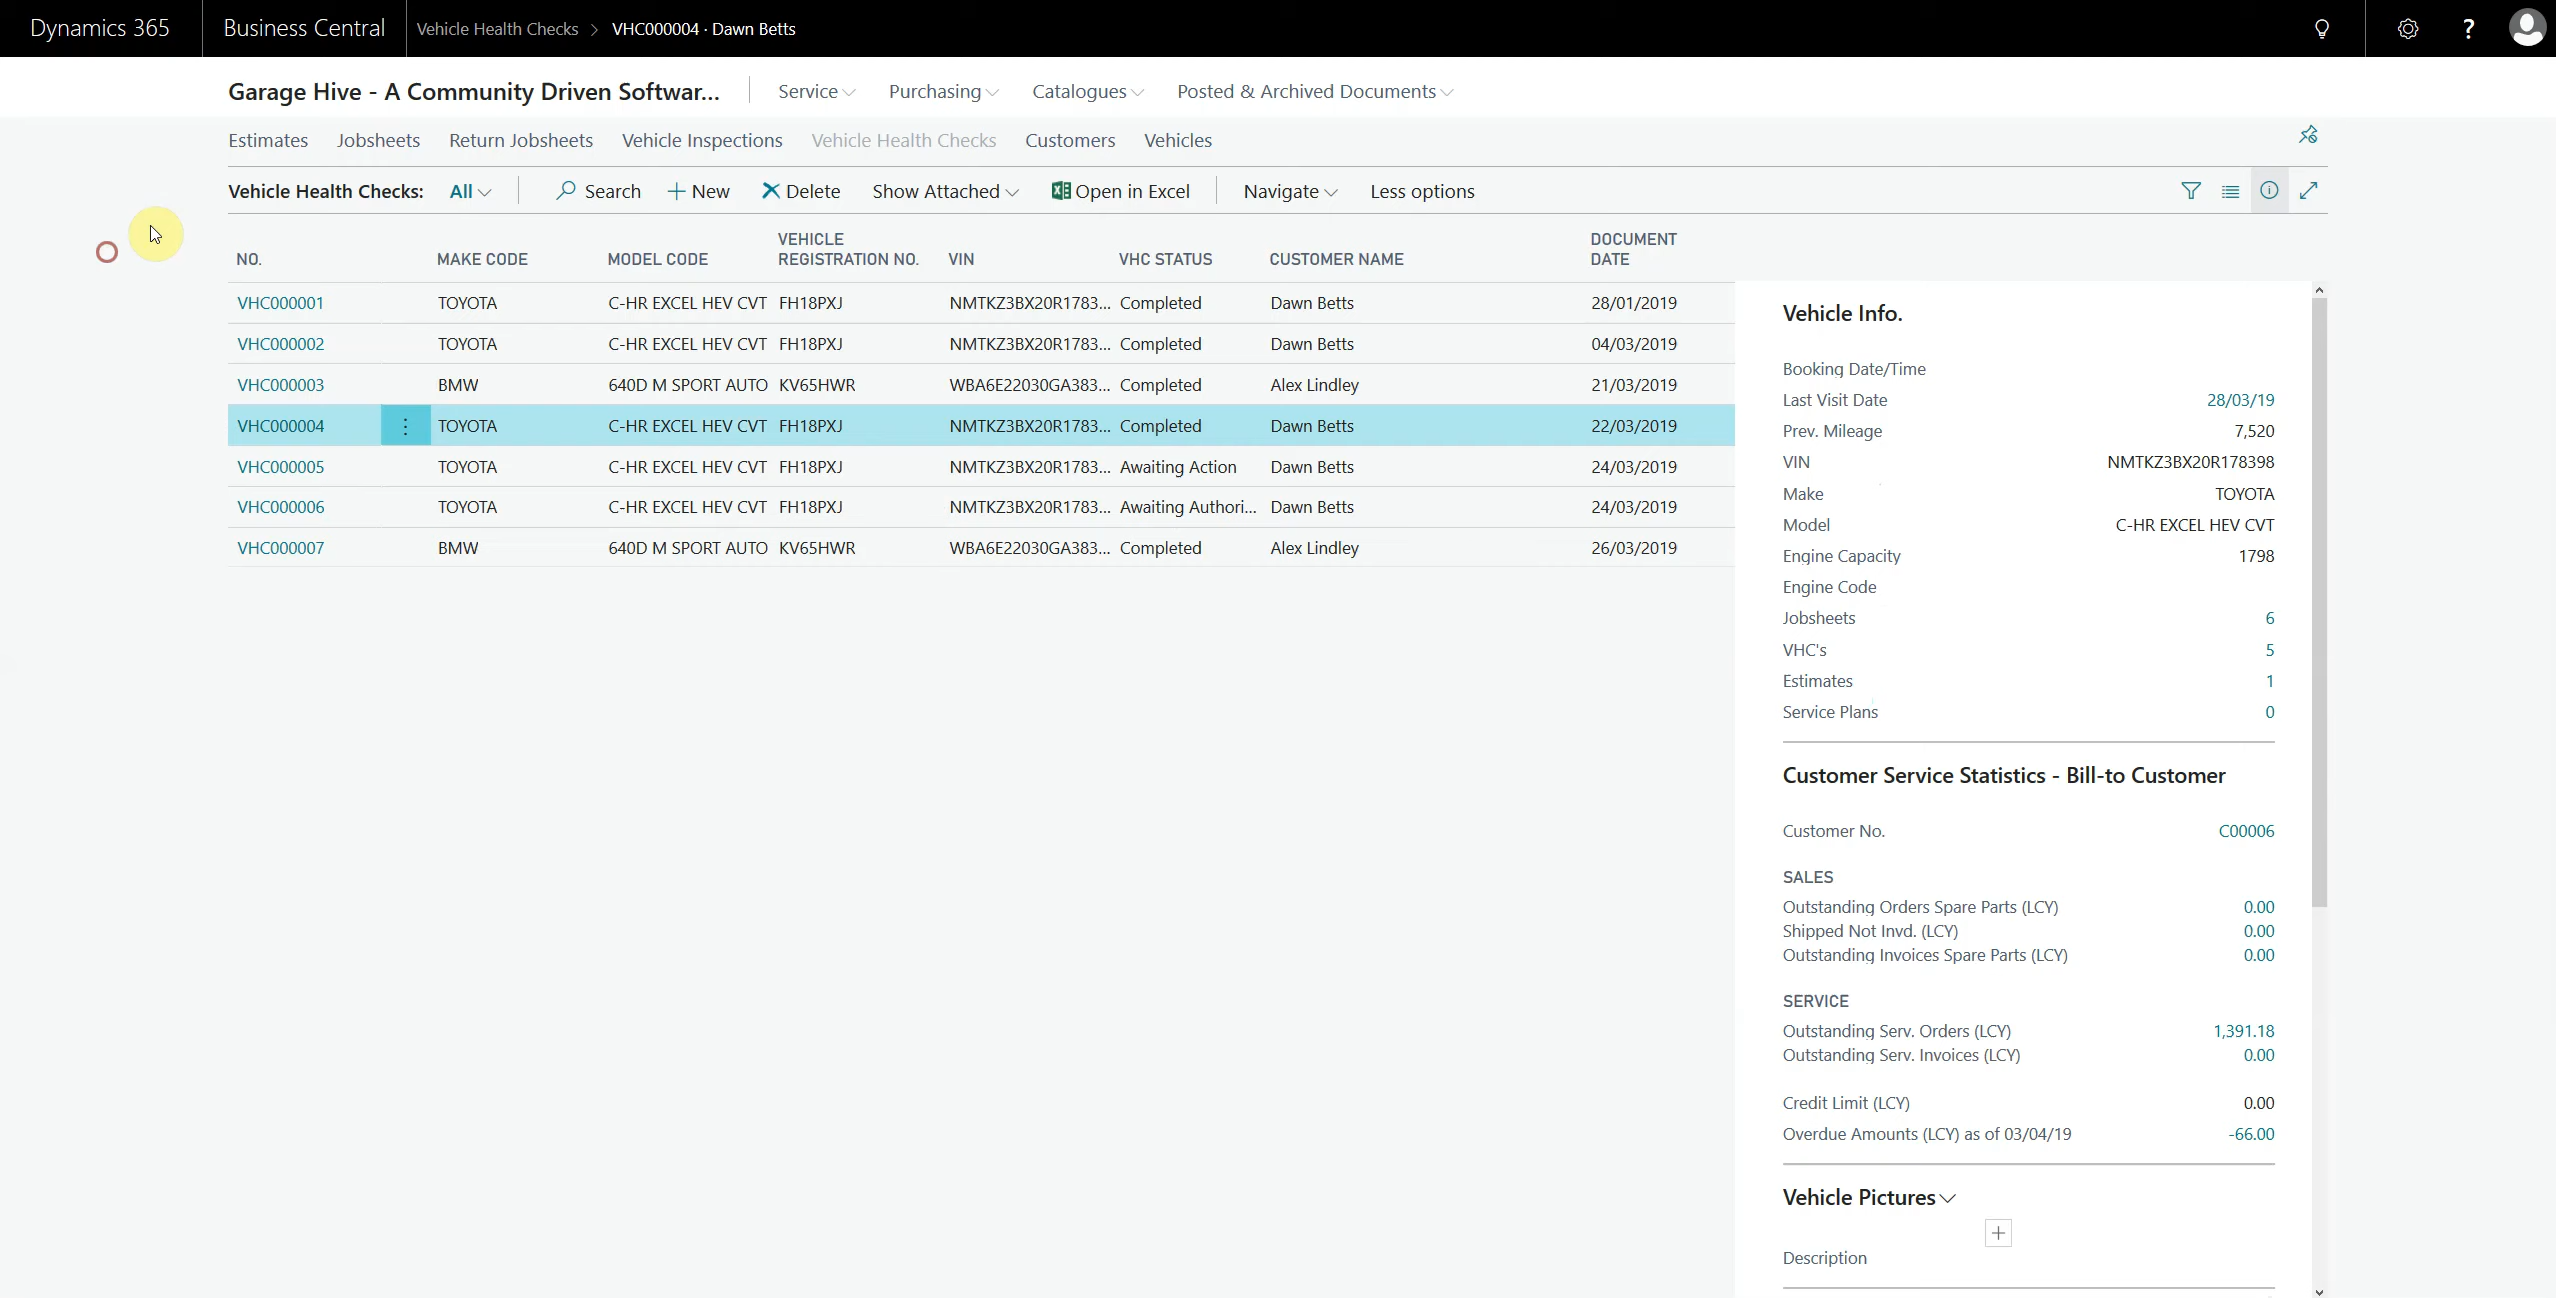 Dynamics 365 Business Central Vehicle Health Checks > VHC000004 · Dawn Betts ?
Garage Hive - A Community Driven Softwar... Service Purchasing Catalogues Posted & Archived Documents
Estimates Jobsheets Return Jobsheets Vehicle Inspections Vehicle Health Checks Customers Vehicles
Vehicle Health Checks: All Search + New Delete Show Attached Open in Excel Navigate Less options
NO. MAKE CODE MODEL CODE VEHICLE REGISTRATION NO. VIN VHC STATUS CUSTOMER NAME DOCUMENT DATE
VHC000001 TOYOTA C-HR EXCEL HEV CVT FH18PXJ NMTKZ3BX20R1783... Completed Dawn Betts 28/01/2019
VHC000002 TOYOTA C-HR EXCEL HEV CVT FH18PXJ NMTKZ3BX20R1783... Completed Dawn Betts 04/03/2019
VHC000003 BMW 640D M SPORT AUTO KV65HWR WBA6E22030GA383... Completed Alex Lindley 21/03/2019
VHC000004 TOYOTA C-HR EXCEL HEV CVT FH18PXJ NMTKZ3BX20R1783... Completed Dawn Betts 22/03/2019
VHC000005 TOYOTA C-HR EXCEL HEV CVT FH18PXJ NMTKZ3BX20R1783... Awaiting Action Dawn Betts 24/03/2019
VHC000006 TOYOTA C-HR EXCEL HEV CVT FH18PXJ NMTKZ3BX20R1783... Awaiting Authori... Dawn Betts 24/03/2019
VHC000007 BMW 640D M SPORT AUTO KV65HWR WBA6E22030GA383... Completed Alex Lindley 26/03/2019
Vehicle Info.
Booking Date/Time
Last Visit Date 28/03/19
Prev. Mileage 7,520
VIN NMTKZ3BX20R178398
Make TOYOTA
Model C-HR EXCEL HEV CVT
Engine Capacity 1798
Engine Code
Jobsheets 6
VHC's 5
Estimates 1
Service Plans 0
Customer Service Statistics - Bill-to Customer
Customer No. C00006
SALES
Outstanding Orders Spare Parts (LCY) 0.00
Shipped Not Invd. (LCY) 0.00
Outstanding Invoices Spare Parts (LCY) 0.00
SERVICE
Outstanding Serv. Orders (LCY) 1,391.18
Outstanding Serv. Invoices (LCY) 0.00
Credit Limit (LCY) 0.00
Overdue Amounts (LCY) as of 03/04/19 -66.00
Vehicle Pictures
Description